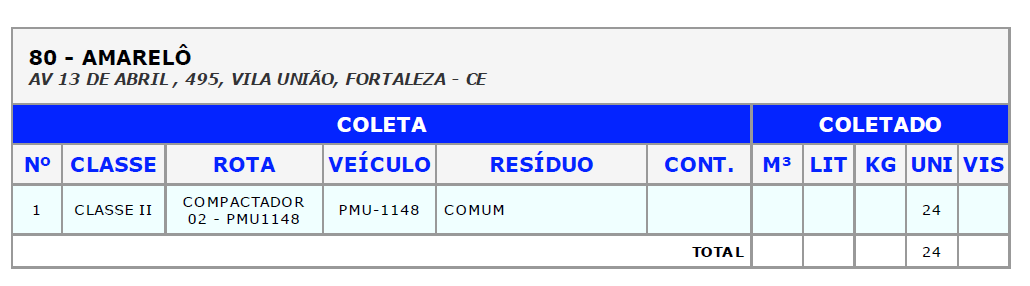 80 - AMARELÔ
AV 13 DE ABRIL , 495, VILA UNIÃO, FORTALEZA - CE
COLETA COLETADO
Nº CLASSE ROTA VEÍCULO RESÍDUO CONT. M³ LIT KG UNI VIS
1 CLASSE II COMPACTADOR 02 - PMU1148 PMU-1148 COMUM 24
TOTAL 24